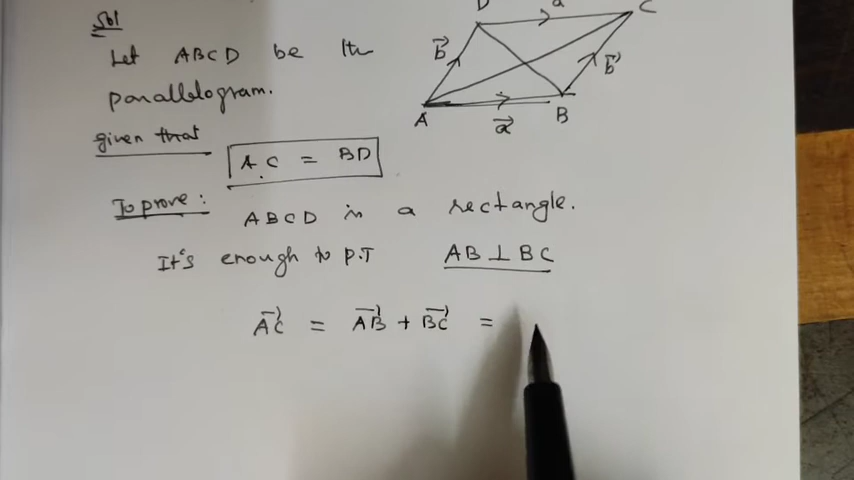 Sol
Let ABCD be the
parallelogram.
given that
AC = BD
To prove :
ABCD is a rectangle.
It's enough to P.T AB ⊥ BC
AC⃗ = AB⃗ + BC⃗ =
D a C
b⃗ b⃗
A a⃗ B